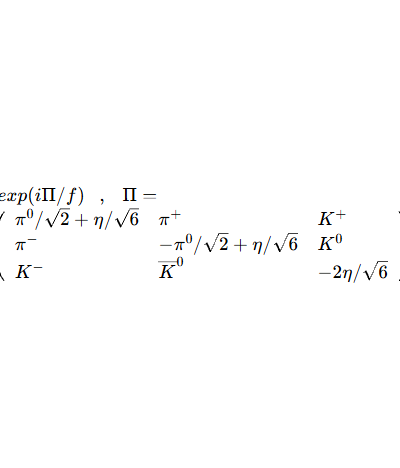 exp(iΠ/f) , Π =
π⁰/√2 + η/√6 π⁺ K⁺
π⁻ −π⁰/√2 + η/√6 K⁰
K⁻ K̅⁰ −2η/√6